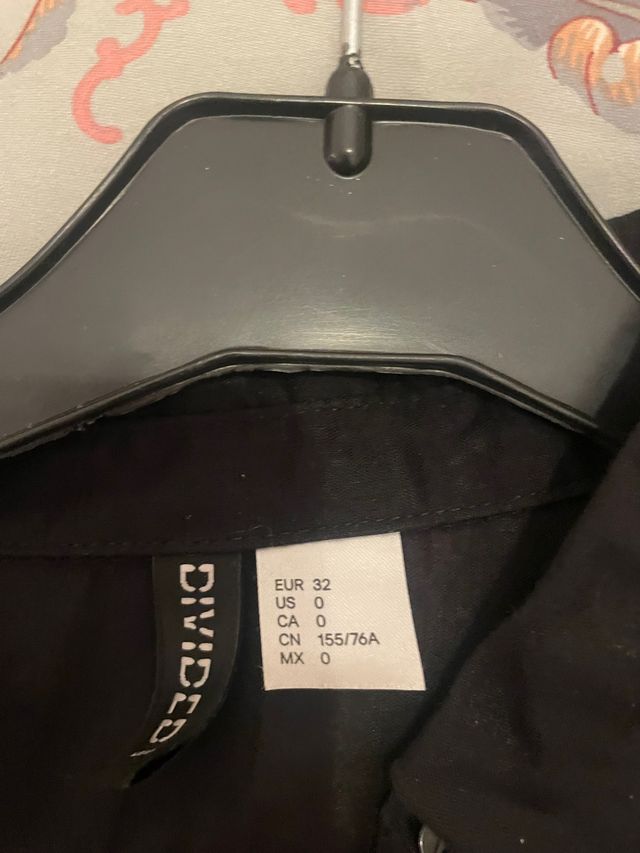 DIVIDED
EUR 32
US 0
CA 0
CN 155/76A
MX 0